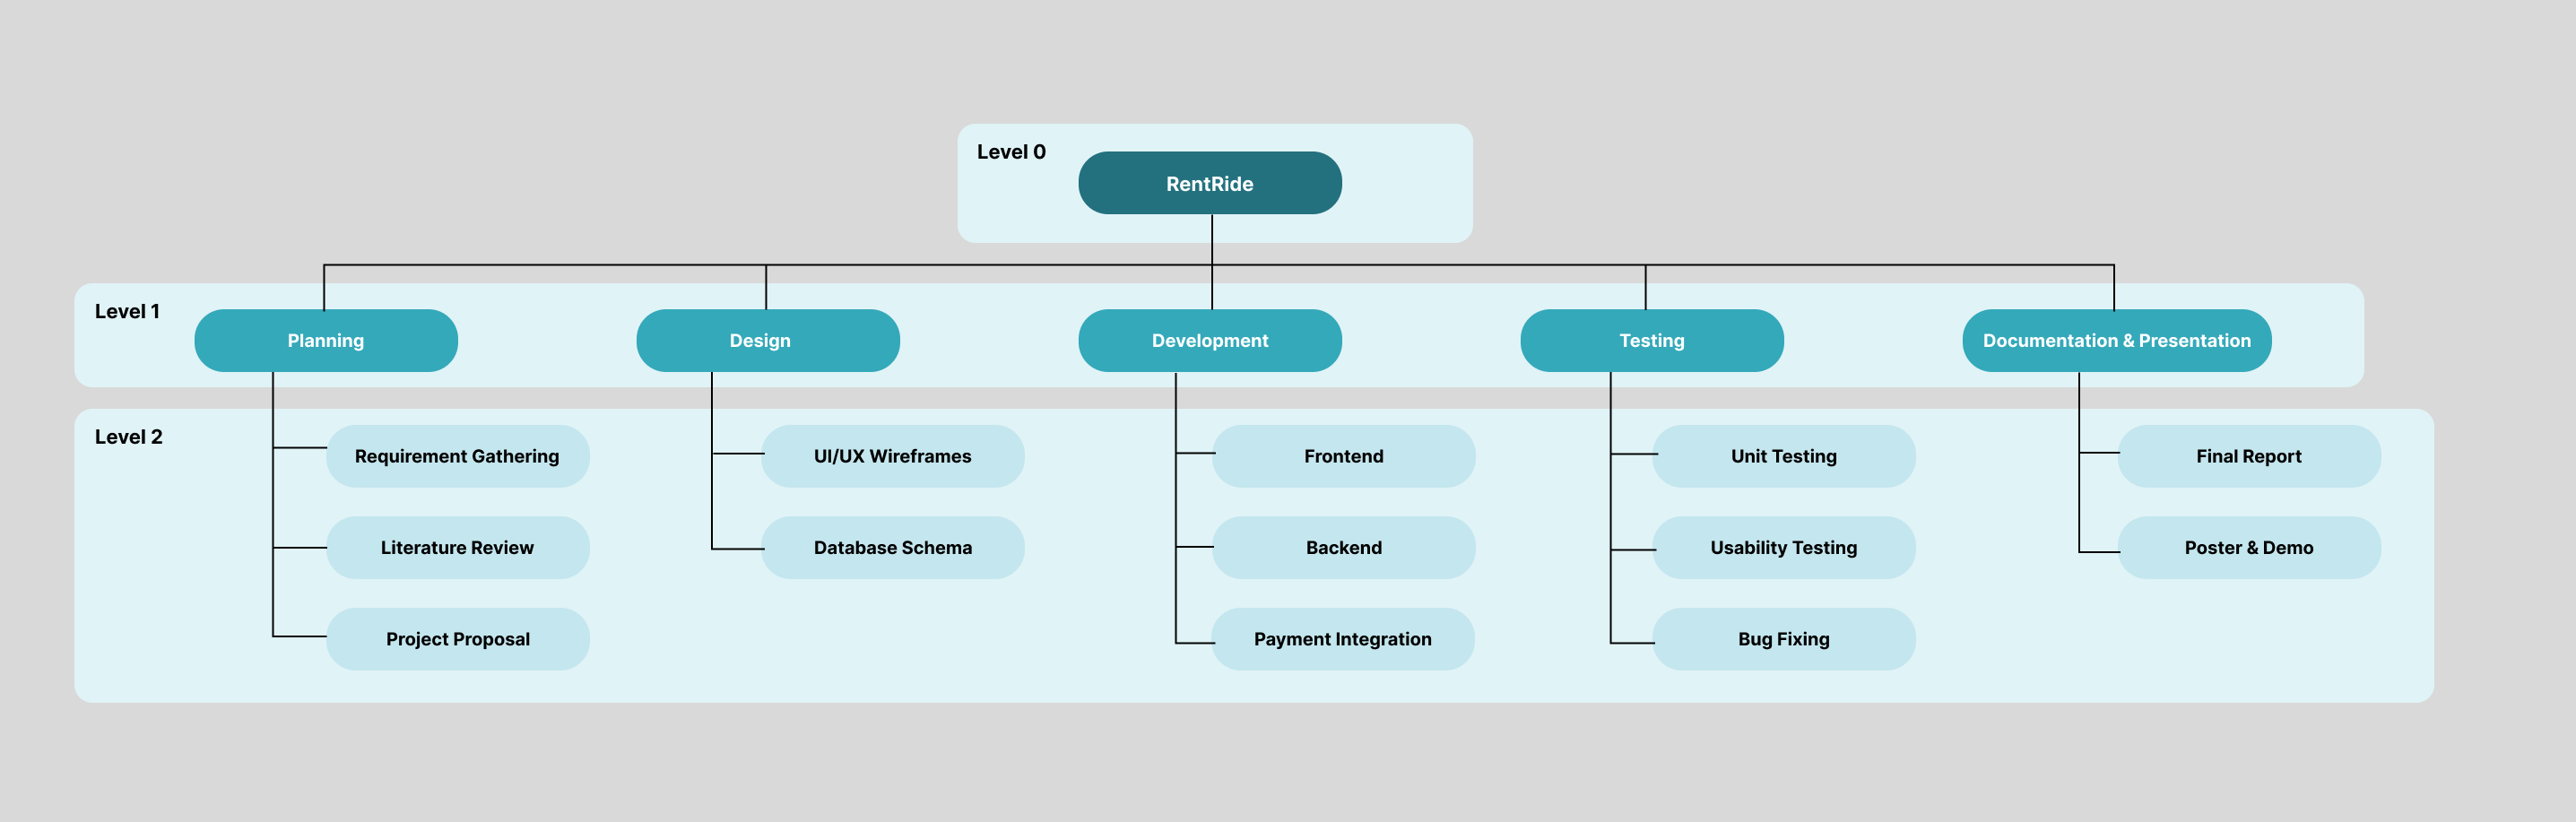 Level 0
RentRide
Level 1
Planning
Design
Development
Testing
Documentation & Presentation
Level 2
Requirement Gathering
UI/UX Wireframes
Frontend
Unit Testing
Final Report
Literature Review
Database Schema
Backend
Usability Testing
Poster & Demo
Project Proposal
Payment Integration
Bug Fixing